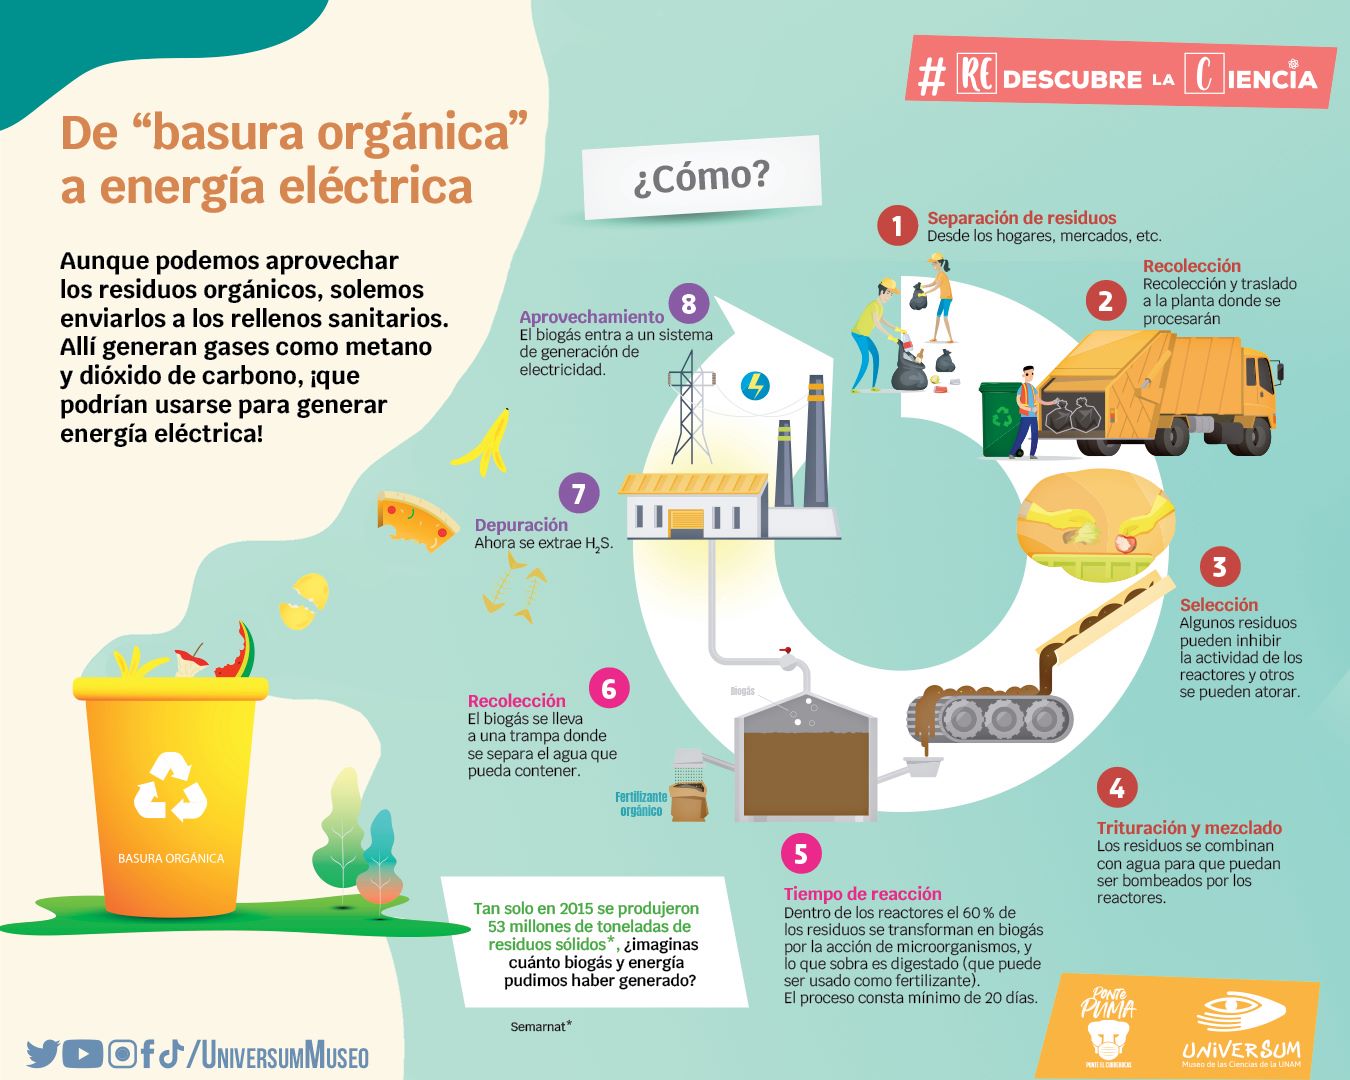 # REDESCUBRE LA CIENCIA
De “basura orgánica”
a energía eléctrica
Aunque podemos aprovechar
los residuos orgánicos, solemos
enviarlos a los rellenos sanitarios.
Allí generan gases como metano
y dióxido de carbono, ¡que
podrían usarse para generar
energía eléctrica!
¿Cómo?
1
Separación de residuos
Desde los hogares, mercados, etc.
2
Recolección
Recolección y traslado
a la planta donde se
procesarán
3
Selección
Algunos residuos
pueden inhibir
la actividad de los
reactores y otros
se pueden atorar.
4
Trituración y mezclado
Los residuos se combinan
con agua para que puedan
ser bombeados por los
reactores.
5
Tiempo de reacción
Dentro de los reactores el 60 % de
los residuos se transforman en biogás
por la acción de microorganismos, y
lo que sobra es digestado (que puede
ser usado como fertilizante).
El proceso consta mínimo de 20 días.
Biogás
Fertilizante
orgánico
6
Recolección
El biogás se lleva
a una trampa donde
se separa el agua que
pueda contener.
7
Depuración
Ahora se extrae H₂S.
8
Aprovechamiento
El biogás entra a un sistema
de generación de
electricidad.
BASURA ORGÁNICA
Tan solo en 2015 se produjeron
53 millones de toneladas de
residuos sólidos*, ¿imaginas
cuánto biogás y energía
pudimos haber generado?
Semarnat*
/UNIVERSUMMUSEO
PONTE
PUMA
PONTE EL CUBREBOCAS
UNIVERSUM
Museo de las Ciencias de la UNAM